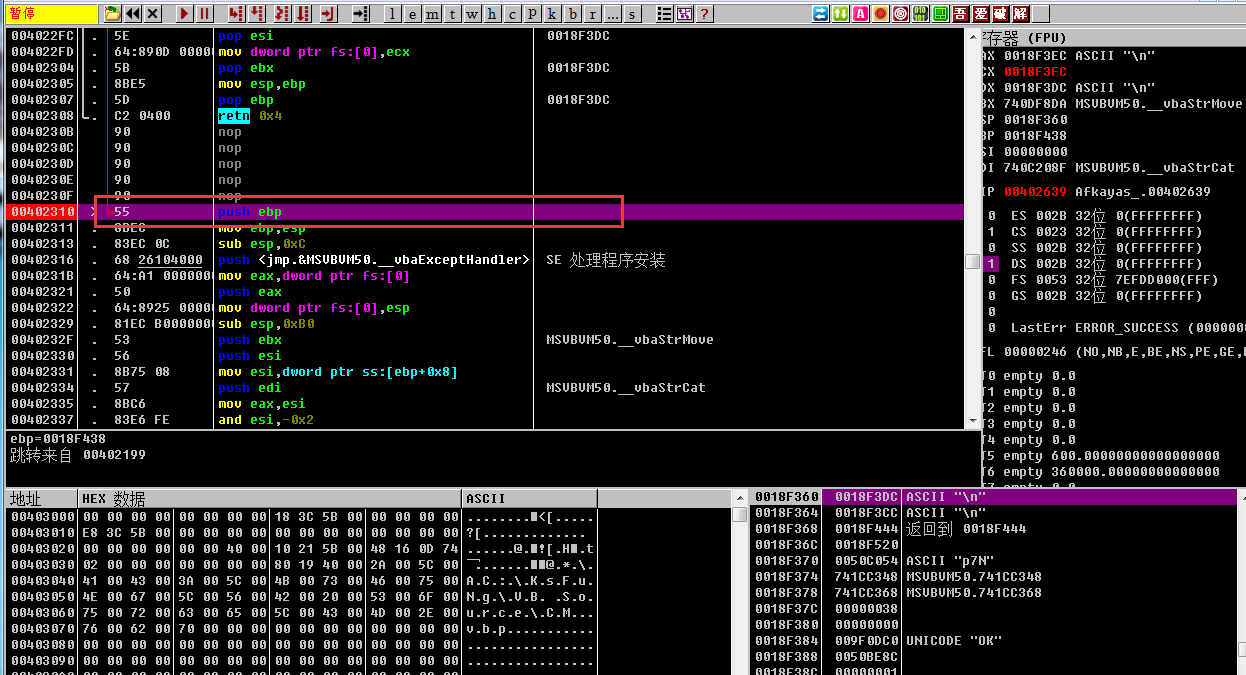 暂停
l e m t w h c p k b r ... s
? A 吾 爱 破 解
004022FC . 5E pop esi 0018F3DC
004022FD . 64:890D 0000 mov dword ptr fs:[0],ecx
00402304 . 5B pop ebx 0018F3DC
00402305 . 8BE5 mov esp,ebp
00402307 . 5D pop ebp 0018F3DC
00402308 . C2 0400 retn 0x4
0040230B 90 nop
0040230C 90 nop
0040230D 90 nop
0040230E 90 nop
0040230F 90 nop
00402310 > 55 push ebp
00402311 . 8BEC mov ebp,esp
00402313 . 83EC 0C sub esp,0xC
00402316 . 68 26104000 push <jmp.&MSVBVM50.__vbaExceptHandler> SE 处理程序安装
0040231B . 64:A1 0000000 mov eax,dword ptr fs:[0]
00402321 . 50 push eax
00402322 . 64:8925 0000 mov dword ptr fs:[0],esp
00402329 . 81EC B0000000 sub esp,0xB0
0040232F . 53 push ebx MSVBVM50.__vbaStrMove
00402330 . 56 push esi
00402331 . 8B75 08 mov esi,dword ptr ss:[ebp+0x8]
00402334 . 57 push edi MSVBVM50.__vbaStrCat
00402335 . 8BC6 mov eax,esi
00402337 . 83E6 FE and esi,-0x2
ebp=0018F438
跳转来自 00402199
存器 (FPU)
AX 0018F3EC ASCII "\n"
CX 0018F3FC
DX 0018F3DC ASCII "\n"
BX 740DF8DA MSVBVM50.__vbaStrMove
SP 0018F360
BP 0018F438
SI 00000000
DI 740C208F MSVBVM50.__vbaStrCat
IP 00402639 Afkayas_.00402639
0 ES 002B 32位 0(FFFFFFFF)
1 CS 0023 32位 0(FFFFFFFF)
0 SS 002B 32位 0(FFFFFFFF)
1 DS 002B 32位 0(FFFFFFFF)
0 FS 0053 32位 7EFDD000(FFF)
0 GS 002B 32位 0(FFFFFFFF)
0
0 LastErr ERROR_SUCCESS (0000000
FL 00000246 (NO,NB,E,BE,NS,PE,GE,
T0 empty 0.0
T1 empty 0.0
T2 empty 0.0
T3 empty 0.0
T4 empty 0.0
T5 empty 600.00000000000000000
T6 empty 360000.00000000000000
地址 HEX 数据 ASCII
00403000 00 00 00 00 00 00 00 00 18 3C 5B 00 00 00 00 00 ........<[.....
00403010 E8 3C 5B 00 00 00 00 00 00 00 00 00 00 00 00 00 ?[.............
00403020 00 00 00 00 00 00 40 00 10 21 5B 00 48 16 0D 74 ......@.![.H.t
00403030 02 00 00 00 00 00 00 00 80 19 40 00 2A 00 5C 00 ........@.*.\.
00403040 41 00 43 00 3A 00 5C 00 4B 00 73 00 46 00 75 00 A.C.:.\.K.s.F.u.
00403050 4E 00 67 00 5C 00 56 00 42 00 20 00 53 00 6F 00 N.g.\.V.B. .S.o.
00403060 75 00 72 00 63 00 65 00 5C 00 43 00 4D 00 2E 00 u.r.c.e.\.C.M...
00403070 76 00 62 00 70 00 00 00 00 00 00 00 00 00 00 00 v.b.p...........
00403080 00 00 00 00 00 00 00 00 00 00 00 00 00 00 00 00 ................
00403090 00 00 00 00 00 00 00 00 00 00 00 00 00 00 00 00 ................
0018F360 0018F3DC ASCII "\n"
0018F364 0018F3CC ASCII "\n"
0018F368 0018F444 返回到 0018F444
0018F36C 0018F520
0018F370 0050C054 ASCII "p7N"
0018F374 741CC348 MSVBVM50.741CC348
0018F378 741CC368 MSVBVM50.741CC368
0018F37C 00000038
0018F380 00000000
0018F384 009F0DC0 UNICODE "OK"
0018F388 0050BE8C
0018F38C 00000001